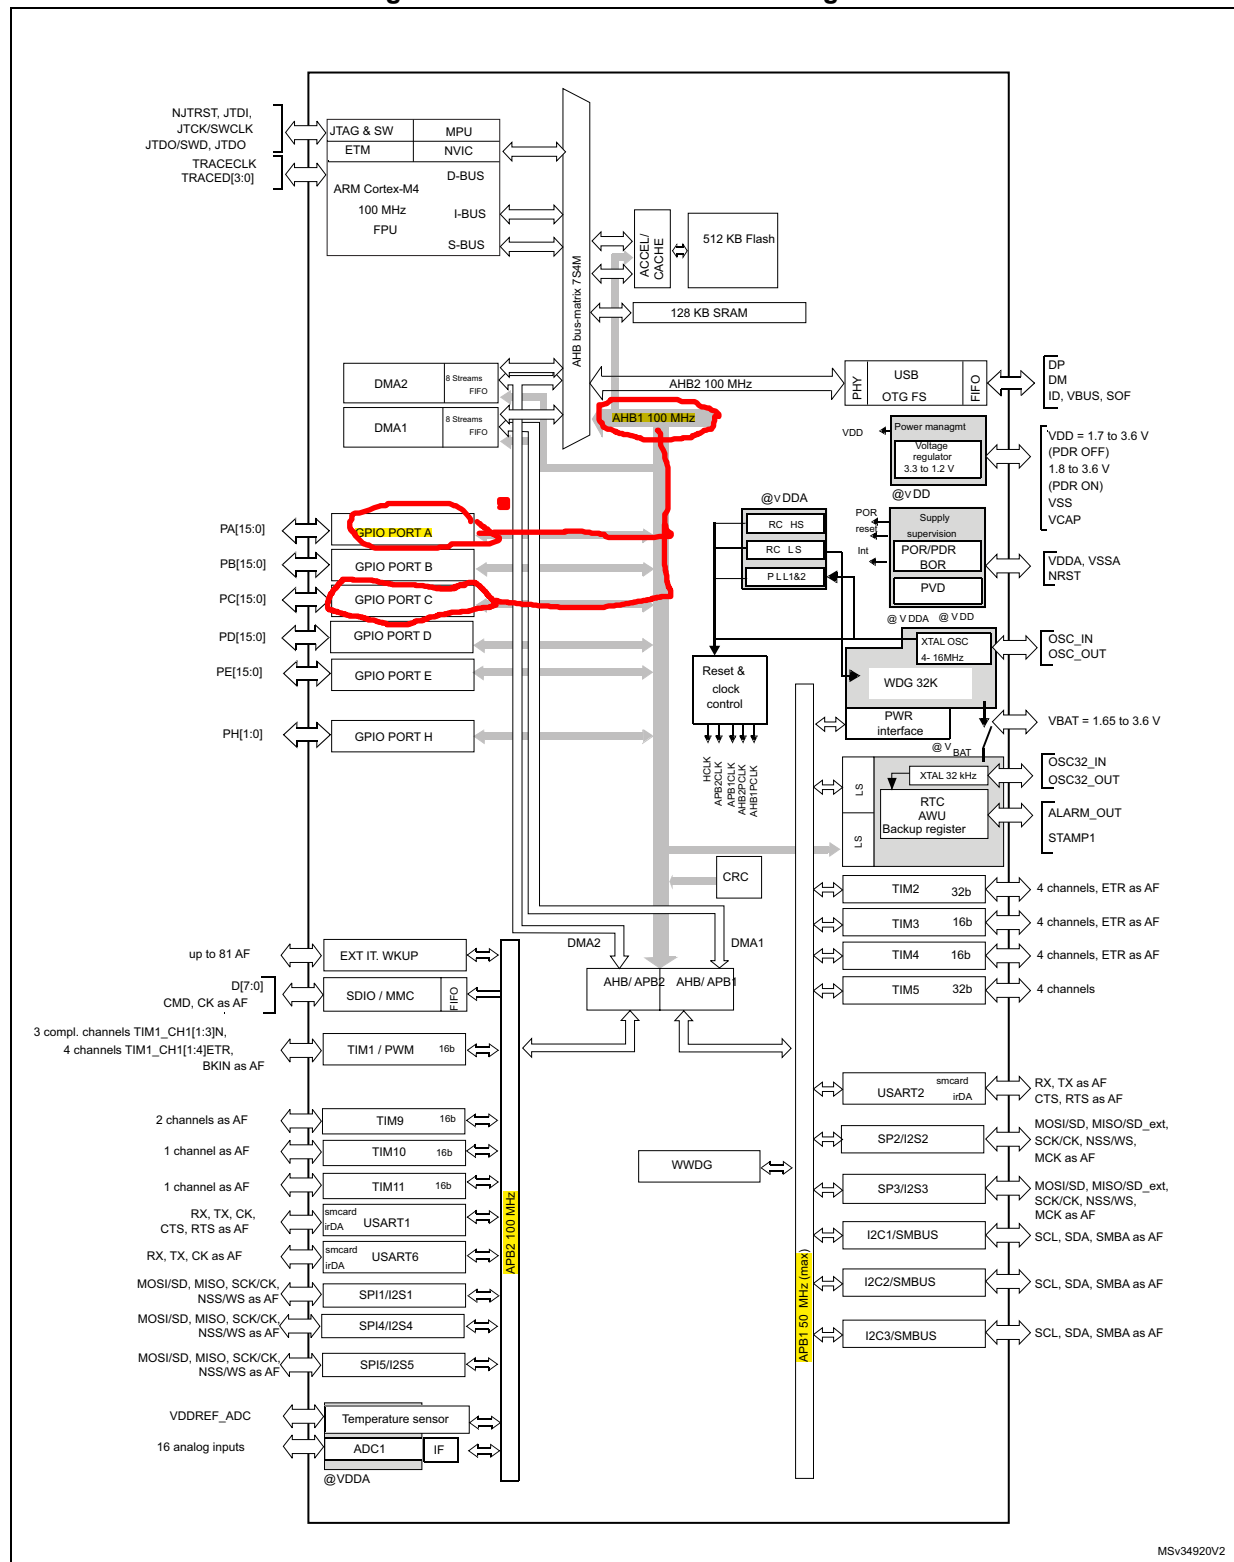 NJTRST, JTDI,
JTCK/SWCLK
JTDO/SWD, JTDO
TRACECLK
TRACED[3:0]
JTAG & SW
MPU
ETM
NVIC
D-BUS
ARM Cortex-M4
100 MHz
FPU
I-BUS
S-BUS
AHB bus-matrix 7S4M
ACCEL/
CACHE
512 KB Flash
128 KB SRAM
DMA2
8 Streams
FIFO
DMA1
8 Streams
FIFO
AHB2 100 MHz
PHY
USB
OTG FS
FIFO
DP
DM
ID, VBUS, SOF
AHB1 100 MHz
VDD
Power managmt
Voltage
regulator
3.3 to 1.2 V
@VDD
VDD = 1.7 to 3.6 V
(PDR OFF)
1.8 to 3.6 V
(PDR ON)
VSS
VCAP
@VDDA
RC HS
RC LS
PLL1&2
POR
reset
Int
Supply
supervision
POR/PDR
BOR
PVD
VDDA, VSSA
NRST
@VDDA @VDD
PA[15:0]
GPIO PORT A
PB[15:0]
GPIO PORT B
PC[15:0]
GPIO PORT C
PD[15:0]
GPIO PORT D
PE[15:0]
GPIO PORT E
PH[1:0]
GPIO PORT H
XTAL OSC
4- 16MHz
OSC_IN
OSC_OUT
WDG 32K
Reset &
clock
control
HCLK
APB2CLK
APB1CLK
AHB2PCLK
AHB1PCLK
PWR
interface
VBAT = 1.65 to 3.6 V
@VBAT
LS
LS
XTAL 32 kHz
OSC32_IN
OSC32_OUT
RTC
AWU
Backup register
ALARM_OUT
STAMP1
CRC
TIM2
32b
4 channels, ETR as AF
TIM3
16b
4 channels, ETR as AF
TIM4
16b
4 channels, ETR as AF
TIM5
32b
4 channels
DMA2
DMA1
AHB/ APB2
AHB/ APB1
up to 81 AF
EXT IT. WKUP
D[7:0]
CMD, CK as AF
SDIO / MMC
FIFO
3 compl. channels TIM1_CH1[1:3]N,
4 channels TIM1_CH1[1:4]ETR,
BKIN as AF
TIM1 / PWM
16b
2 channels as AF
TIM9
16b
1 channel as AF
TIM10
16b
1 channel as AF
TIM11
16b
RX, TX, CK,
CTS, RTS as AF
smcard
irDA
USART1
RX, TX, CK as AF
smcard
irDA
USART6
MOSI/SD, MISO, SCK/CK,
NSS/WS as AF
SPI1/I2S1
MOSI/SD, MISO, SCK/CK,
NSS/WS as AF
SPI4/I2S4
MOSI/SD, MISO, SCK/CK,
NSS/WS as AF
SPI5/I2S5
VDDREF_ADC
Temperature sensor
16 analog inputs
ADC1
IF
@VDDA
APB2 100 MHz
WWDG
APB1 50 MHz (max)
USART2
smcard
irDA
RX, TX as AF
CTS, RTS as AF
SP2/I2S2
MOSI/SD, MISO/SD_ext,
SCK/CK, NSS/WS,
MCK as AF
SP3/I2S3
MOSI/SD, MISO/SD_ext,
SCK/CK, NSS/WS,
MCK as AF
I2C1/SMBUS
SCL, SDA, SMBA as AF
I2C2/SMBUS
SCL, SDA, SMBA as AF
I2C3/SMBUS
SCL, SDA, SMBA as AF
MSv34920V2